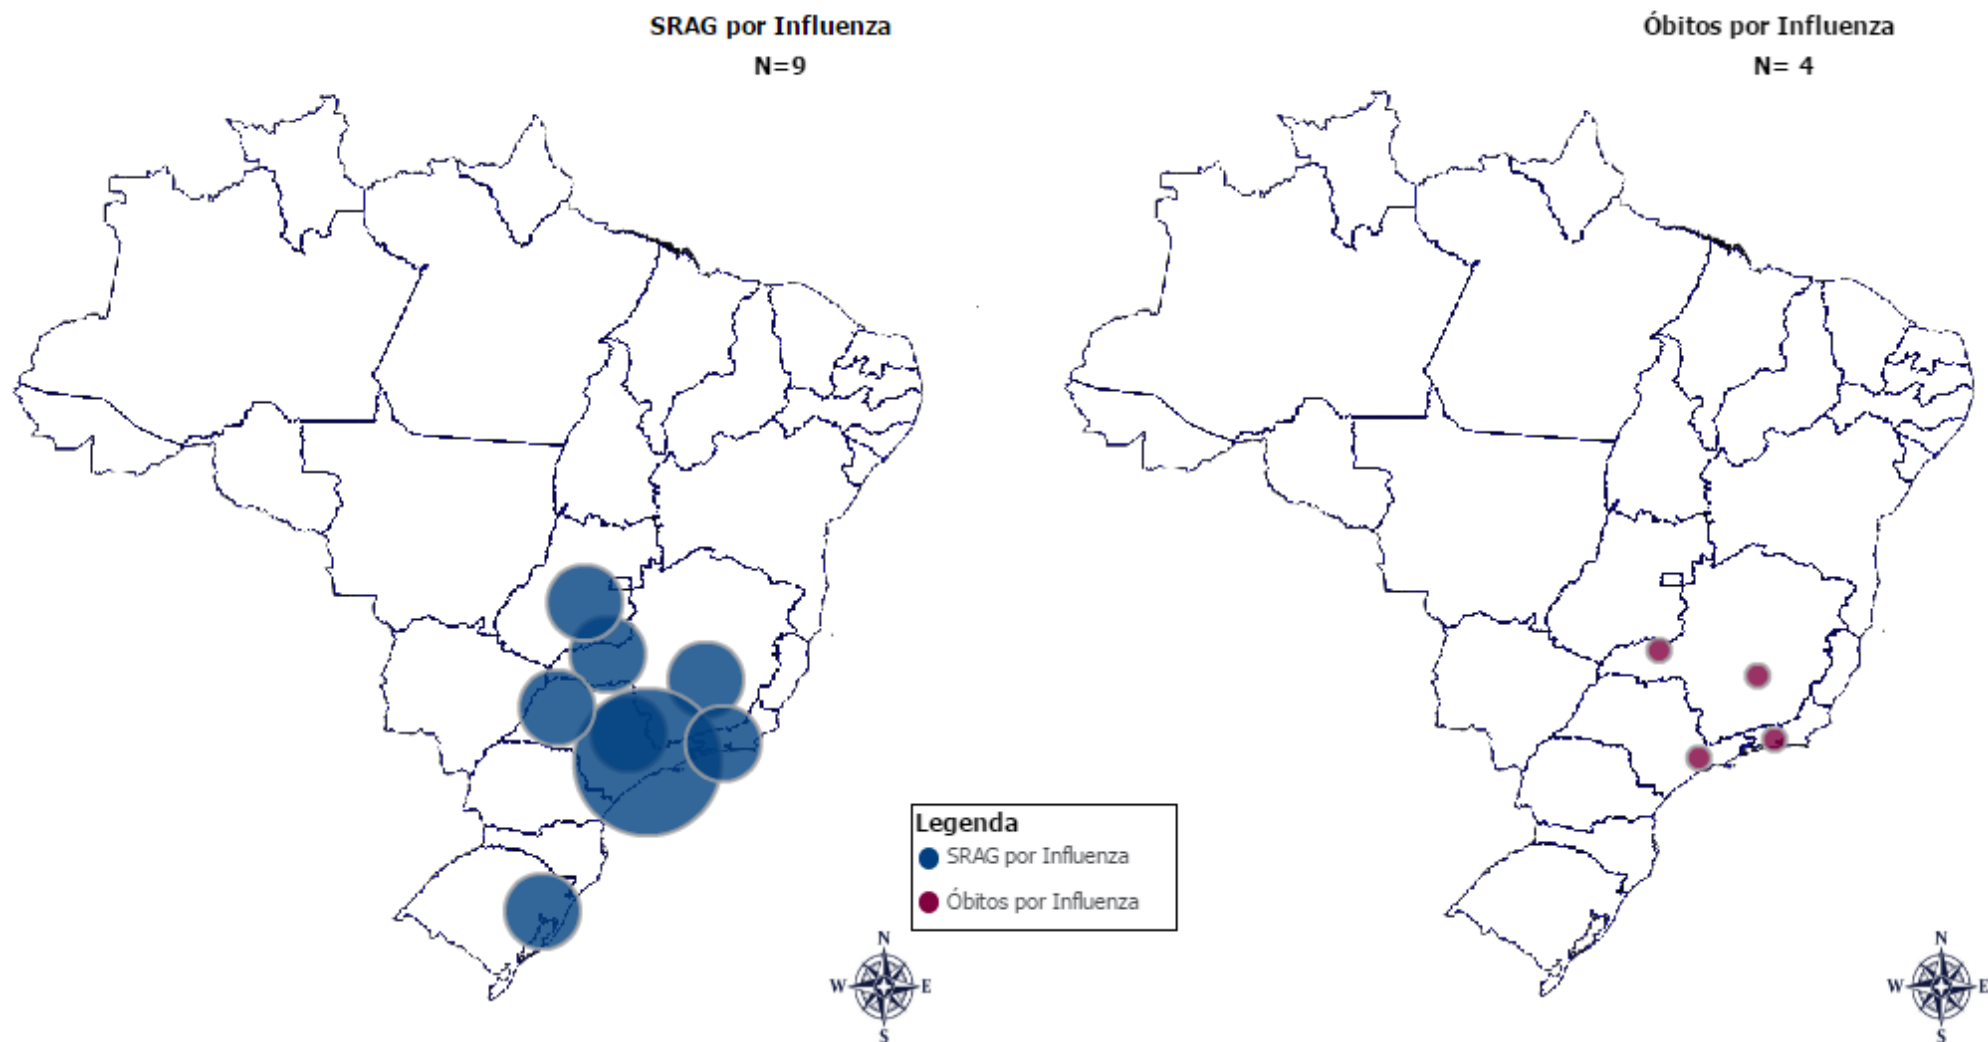 SRAG por Influenza
N=9
Óbitos por Influenza
N= 4
Legenda
SRAG por Influenza
Óbitos por Influenza
N
W E
S
N
W E
S